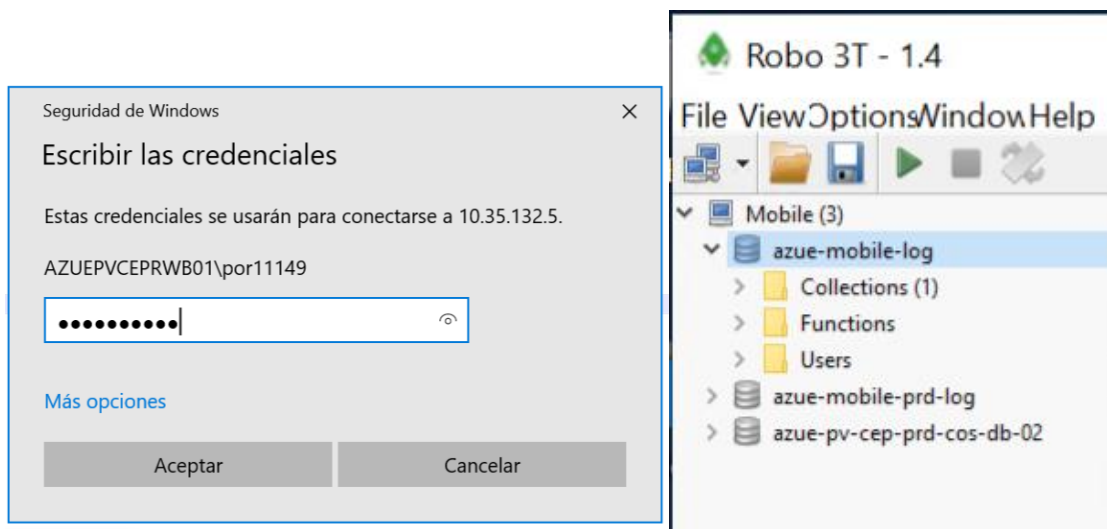 Seguridad de Windows
Escribir las credenciales
Estas credenciales se usarán para conectarse a 10.35.132.5.
AZUEPVCEPRWB01\por11149
●●●●●●●●●●
Más opciones
Aceptar
Cancelar
Robo 3T - 1.4
File View Options Window Help
Mobile (3)
azue-mobile-log
Collections (1)
Functions
Users
azue-mobile-prd-log
azue-pv-cep-prd-cos-db-02